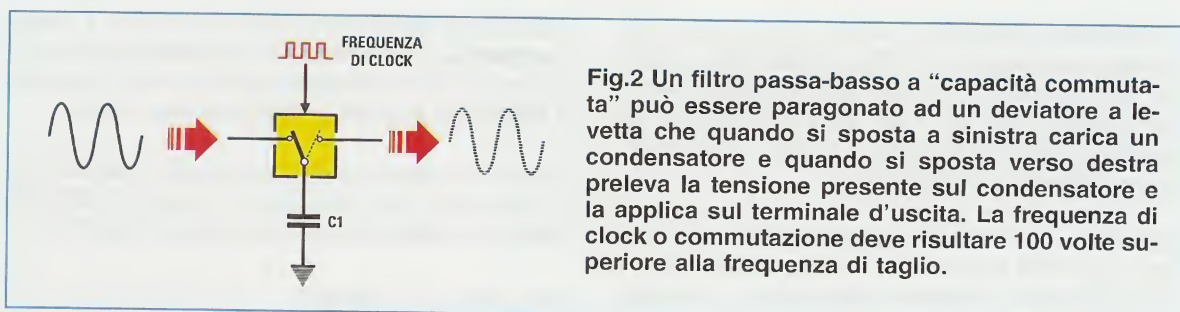 FREQUENZA
DI CLOCK
C1
Fig.2 Un filtro passa-basso a “capacità commuta-
ta” può essere paragonato ad un deviatore a le-
vetta che quando si sposta a sinistra carica un
condensatore e quando si sposta verso destra
preleva la tensione presente sul condensatore e
la applica sul terminale d'uscita. La frequenza di
clock o commutazione deve risultare 100 volte su-
periore alla frequenza di taglio.